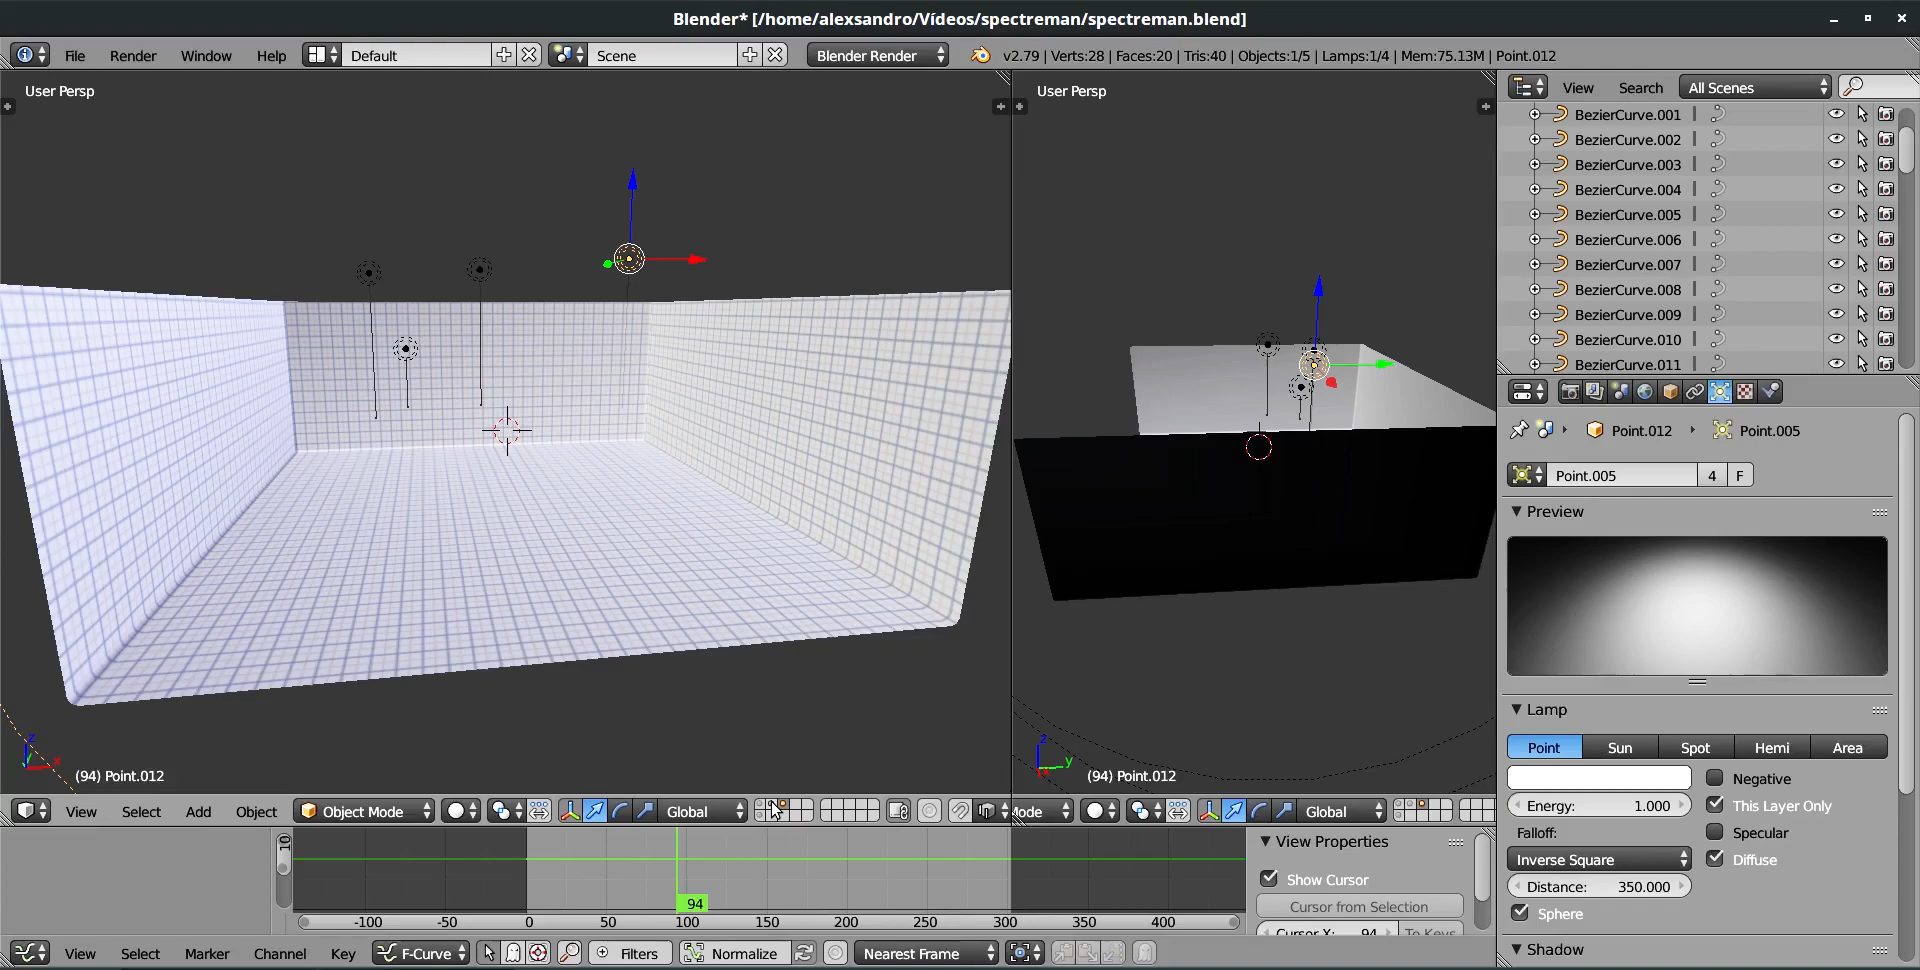 Blender* [/home/alexsandro/Vídeos/spectreman/spectreman.blend]
File Render Window Help Default Scene Blender Render v2.79 | Verts:28 | Faces:20 | Tris:40 | Objects:1/5 | Lamps:1/4 | Mem:75.13M | Point.012
User Persp
User Persp
View Search All Scenes
BezierCurve.001
BezierCurve.002
BezierCurve.003
BezierCurve.004
BezierCurve.005
BezierCurve.006
BezierCurve.007
BezierCurve.008
BezierCurve.009
BezierCurve.010
BezierCurve.011
Point.012 Point.005
Point.005 4 F
Preview
Lamp
Point Sun Spot Hemi Area
Negative
Energy: 1.000 This Layer Only
Falloff: Specular
Inverse Square Diffuse
Distance: 350.000
Sphere
Shadow
z
x
(94) Point.012
z
y
(94) Point.012
View Select Add Object Object Mode Global
Mode Global
10
94
-100 -50 0 50 100 150 200 250 300 350 400
View Properties
Show Cursor
Cursor from Selection
Cursor X: 94 To Keys
View Select Marker Channel Key F-Curve Filters Normalize Nearest Frame